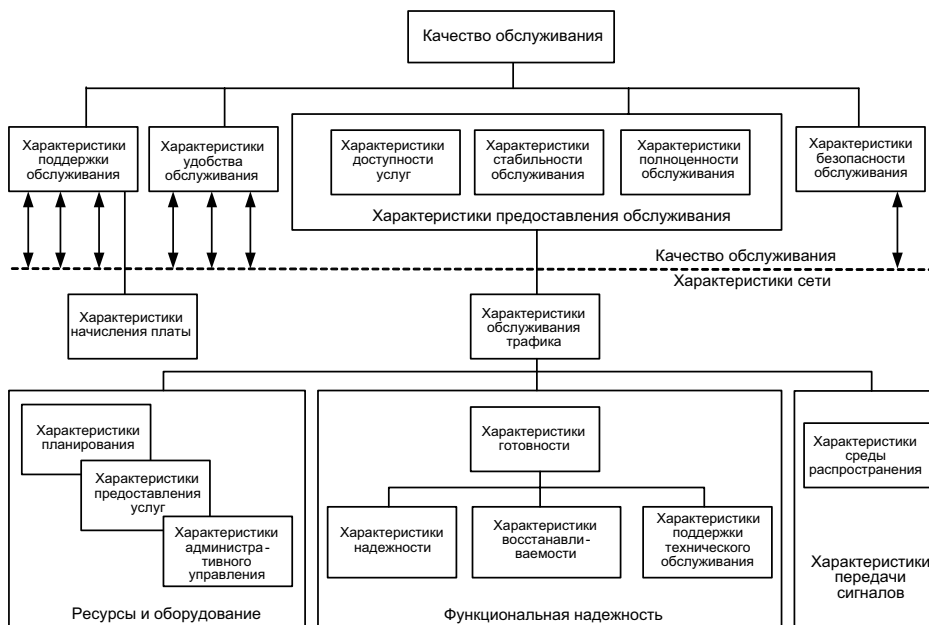 Качество обслуживания
Характеристики
поддержки
обслуживания
Характеристики
удобства
обслуживания
Характеристики
доступности
услуг
Характеристики
стабильности
обслуживания
Характеристики
полноценности
обслуживания
Характеристики предоставления обслуживания
Характеристики
безопасности
обслуживания
Качество обслуживания
Характеристики сети
Характеристики
начисления платы
Характеристики
обслуживания
трафика
Характеристики
планирования
Характеристики
предоставления
услуг
Характеристики
администра-
тивного
управления
Ресурсы и оборудование
Характеристики
готовности
Характеристики
надежности
Характеристики
восстанавли-
ваемости
Характеристики
поддержки
технического
обслуживания
Функциональная надежность
Характеристики
среды
распространения
Характеристики
передачи
сигналов